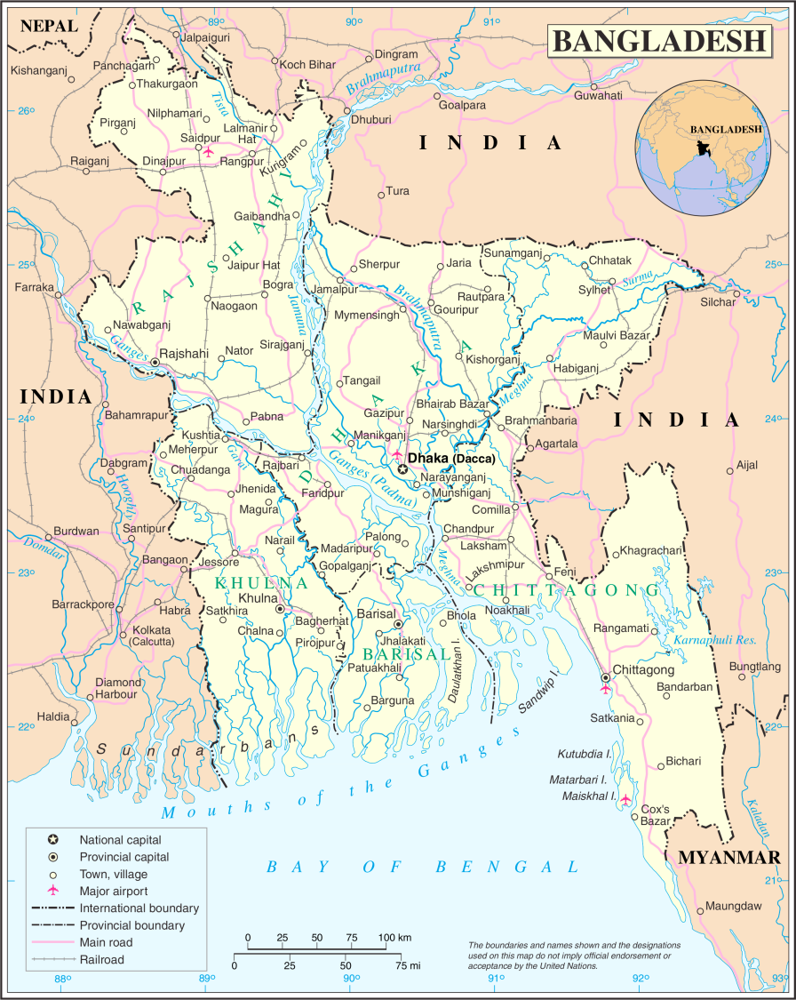 89°
90°
91°
NEPAL
BANGLADESH
Jalpaiguri
Kishanganj
Panchagarh
Koch Bihar
Dingram
Brahmaputra
Thakurgaon
Tista
Guwahati
Goalpara
26°
Nilphamari
Dhuburi
Pirganj
Lalmanir
Hat
Saidpur
BANGLADESH
INDIA
Raiganj
Dinajpur
Rangpur
Kurigram
Tura
Gaibandha
RAJSHAHI
Sunamganj
25°
25°
Jaipur Hat
Sherpur
Jaria
Chhatak
Surma
Farraka
Bogra
Jamalpur
Brahmaputra
Rautpara
Sylhet
Silchar
Naogaon
Jamuna
Mymensingh
Gouripur
Nawabganj
Maulvi Bazar
Ganges
Rajshahi
Nator
Sirajganj
Kishorganj
Habiganj
DHAKA
Tangail
Meghna
INDIA
Bhairab Bazar
24°
24°
Bahamrapur
Pabna
Gazipur
Narsinghdi
Brahmanbaria
INDIA
Kushtia
Manikganj
Meherpur
Garai
Agartala
Dabgram
Chuadanga
Rajbari
Ganges (Padma)
Dhaka (Dacca)
Aijal
Hooghly
Jhenida
Faridpur
Narayanganj
Munshiganj
Magura
Comilla
Burdwan
Santipur
Chandpur
Domdar
Narail
Palong
Laksham
Madaripur
Bangaon
Jessore
Gopalganj
Meghna
Lakshmipur
Khagrachari
23°
23°
Feni
KHULNA
CHITTAGONG
Khulna
Barrackpore
Habra
Satkhira
Bagherhat
Barisal
Bhola
Noakhali
Rangamati
Kolkata
(Calcutta)
Chalna
Pirojpur
Jhalakati
Karnaphuli Res.
BARISAL
Patuakhali
Daulatkhan I.
Chittagong
Bungtlang
Diamond
Harbour
Sandwip I.
Bandarban
Barguna
Haldia
Satkania
22°
22°
Sundarbans
Kutubdia I.
Bichari
Matarbari I.
Maiskhal I.
Mouths of the Ganges
Cox's
Bazar
Kaladan
National capital
Provincial capital
Town, village
Major airport
International boundary
Provincial boundary
Main road
Railroad
BAY OF BENGAL
MYANMAR
21°
Maungdaw
0 25 50 75 100 km
0 25 50 75 mi
The boundaries and names shown and the designations
used on this map do not imply official endorsement or
acceptance by the United Nations.
88°
89°
90°
91°
92°
93°